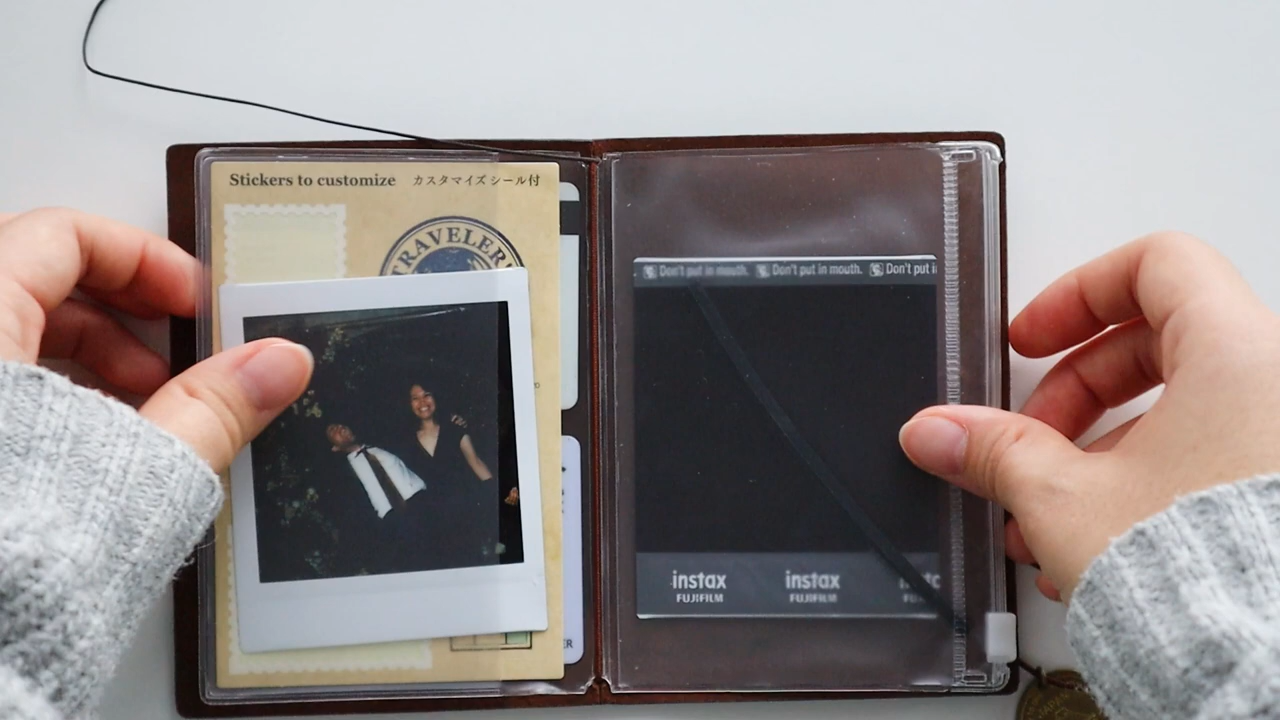 Stickers to customize カスタマイズシール付
TRAVELER
Don't put in mouth. Don't put in mouth. Don't put i
instax instax
FUJIFILM FUJIFILM